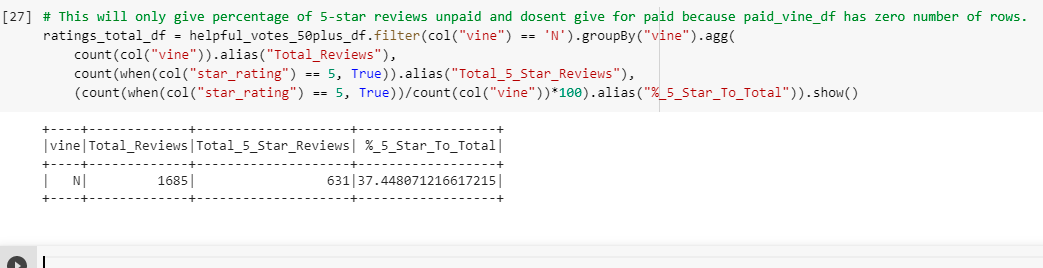 [27] # This will only give percentage of 5-star reviews unpaid and dosent give for paid because paid_vine_df has zero number of rows.
ratings_total_df = helpful_votes_50plus_df.filter(col("vine") == 'N').groupBy("vine").agg(
    count(col("vine")).alias("Total_Reviews"),
    count(when(col("star_rating") == 5, True)).alias("Total_5_Star_Reviews"),
    (count(when(col("star_rating") == 5, True))/count(col("vine"))*100).alias("%_5_Star_To_Total")).show()
+----+-------------+--------------------+------------------+
|vine|Total_Reviews|Total_5_Star_Reviews| %_5_Star_To_Total|
+----+-------------+--------------------+------------------+
|   N|         1685|                 631|37.448071216617215|
+----+-------------+--------------------+------------------+